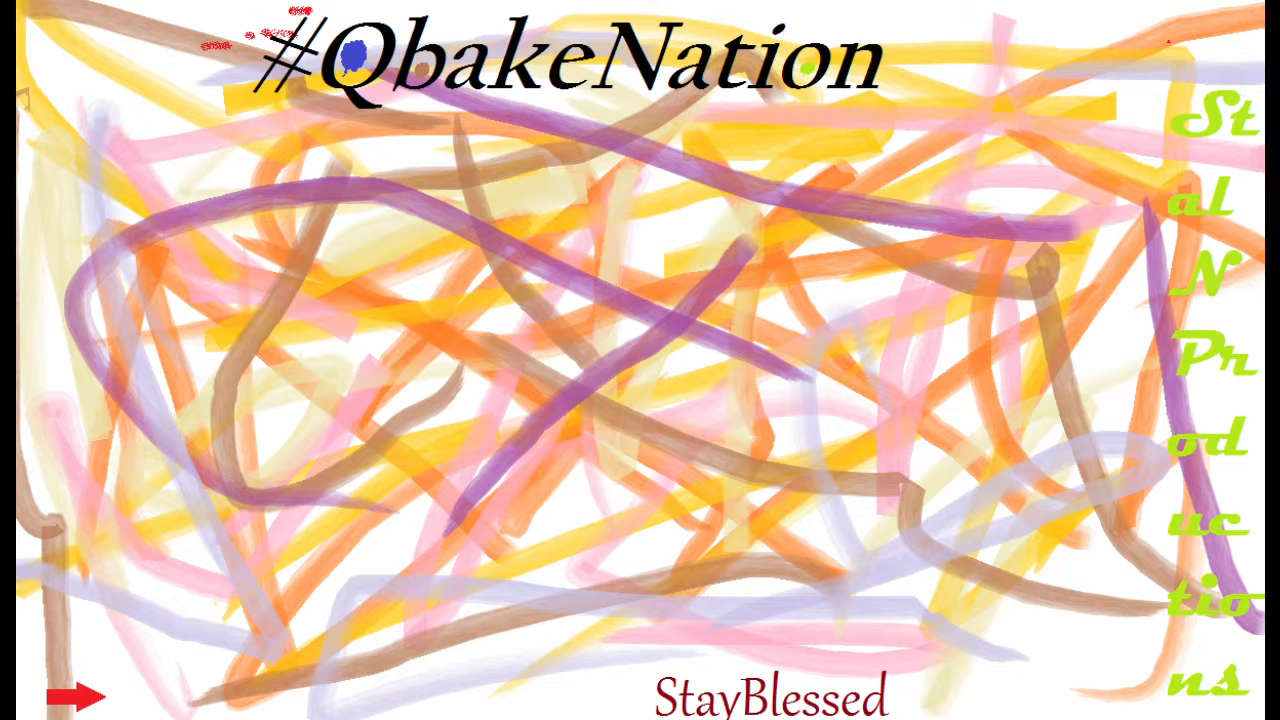 #QbakeNation
St
al
N
Pr
od
uc
tio
ns
StayBlessed